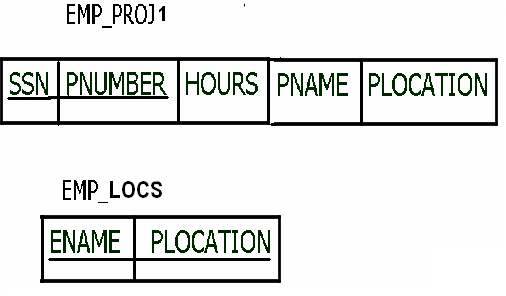 EMP_PROJ1
SSN PNUMBER HOURS PNAME PLOCATION
EMP_LOCS
ENAME PLOCATION